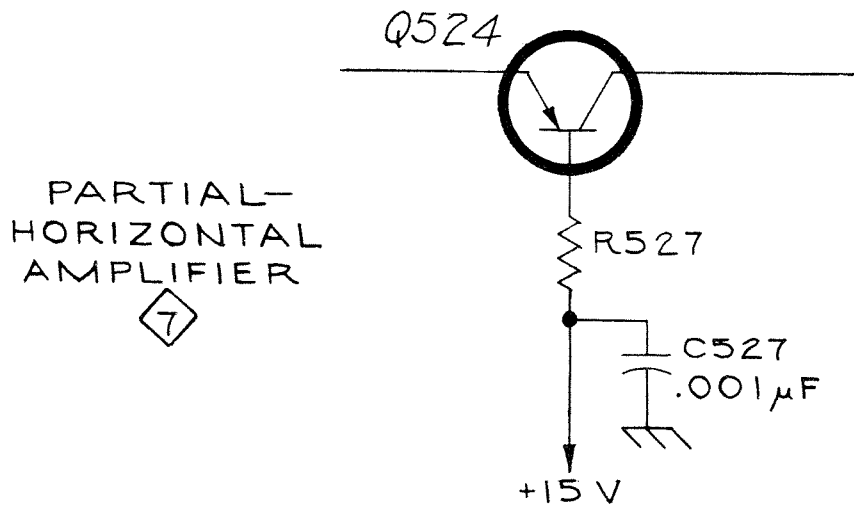 Q524
PARTIAL-
HORIZONTAL
AMPLIFIER
7
R527
C527
.001µF
+15 V